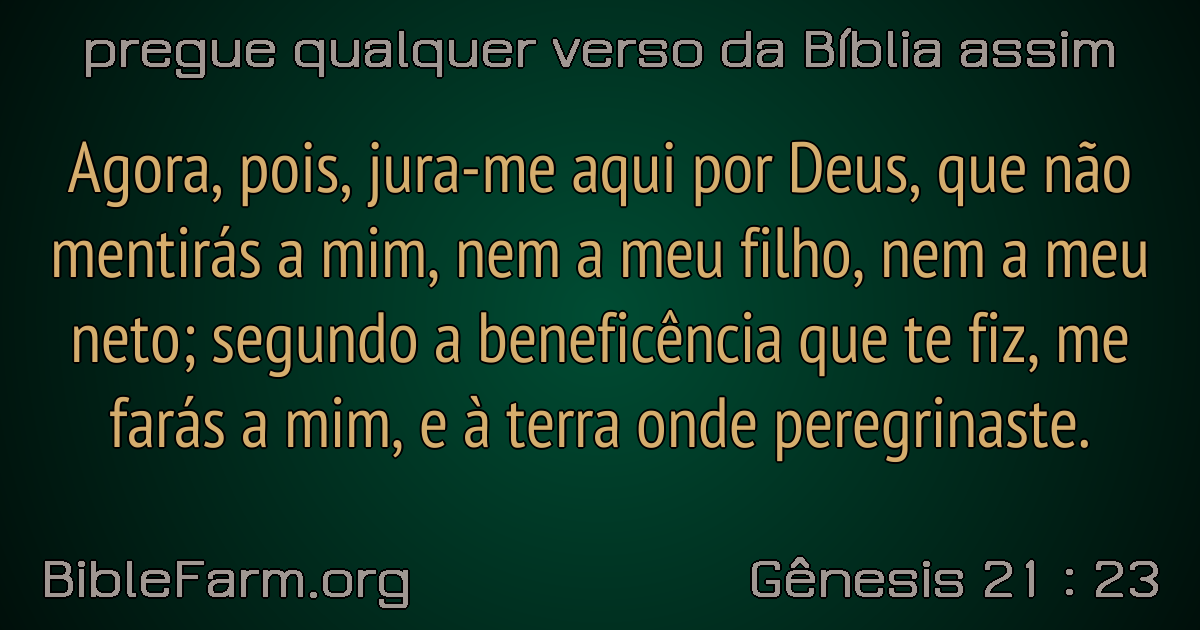 pregue qualquer verso da Bíblia assim
Agora, pois, jura-me aqui por Deus, que não
mentirás a mim, nem a meu filho, nem a meu
neto; segundo a beneficência que te fiz, me
farás a mim, e à terra onde peregrinaste.
BibleFarm.org
Gênesis 21 : 23